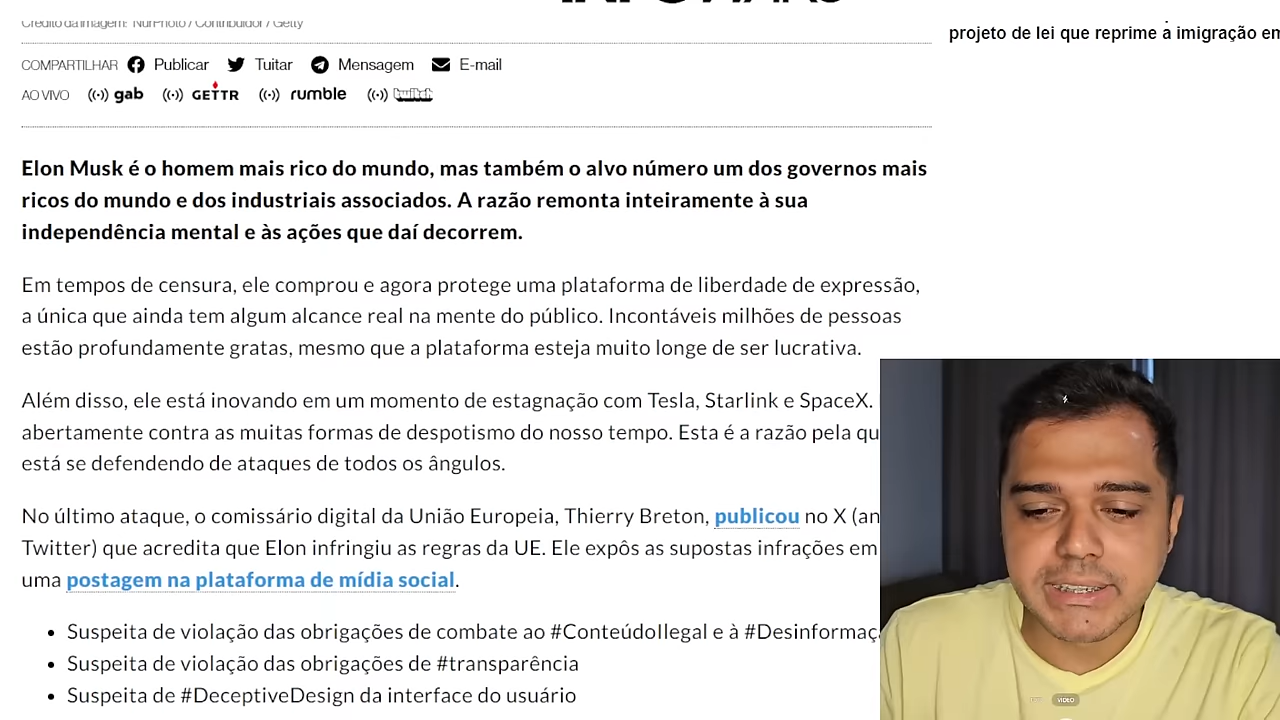 INFOWARS
projeto de lei que reprime a imigração em
Crédito da imagem: NurPhoto / Contribuidor / Getty
COMPARTILHAR Publicar Tuitar Mensagem E-mail
AO VIVO gab GETTR rumble twitch
Elon Musk é o homem mais rico do mundo, mas também o alvo número um dos governos mais
ricos do mundo e dos industriais associados. A razão remonta inteiramente à sua
independência mental e às ações que daí decorrem.
Em tempos de censura, ele comprou e agora protege uma plataforma de liberdade de expressão,
a única que ainda tem algum alcance real na mente do público. Incontáveis milhões de pessoas
estão profundamente gratas, mesmo que a plataforma esteja muito longe de ser lucrativa.
Além disso, ele está inovando em um momento de estagnação com Tesla, Starlink e SpaceX.
abertamente contra as muitas formas de despotismo do nosso tempo. Esta é a razão pela qu
está se defendendo de ataques de todos os ângulos.
No último ataque, o comissário digital da União Europeia, Thierry Breton, publicou no X (an
Twitter) que acredita que Elon infringiu as regras da UE. Ele expôs as supostas infrações em
uma postagem na plataforma de mídia social.
• Suspeita de violação das obrigações de combate ao #ConteúdoIlegal e à #Desinformaç
• Suspeita de violação das obrigações de #transparência
• Suspeita de #DeceptiveDesign da interface do usuário
VIDEO